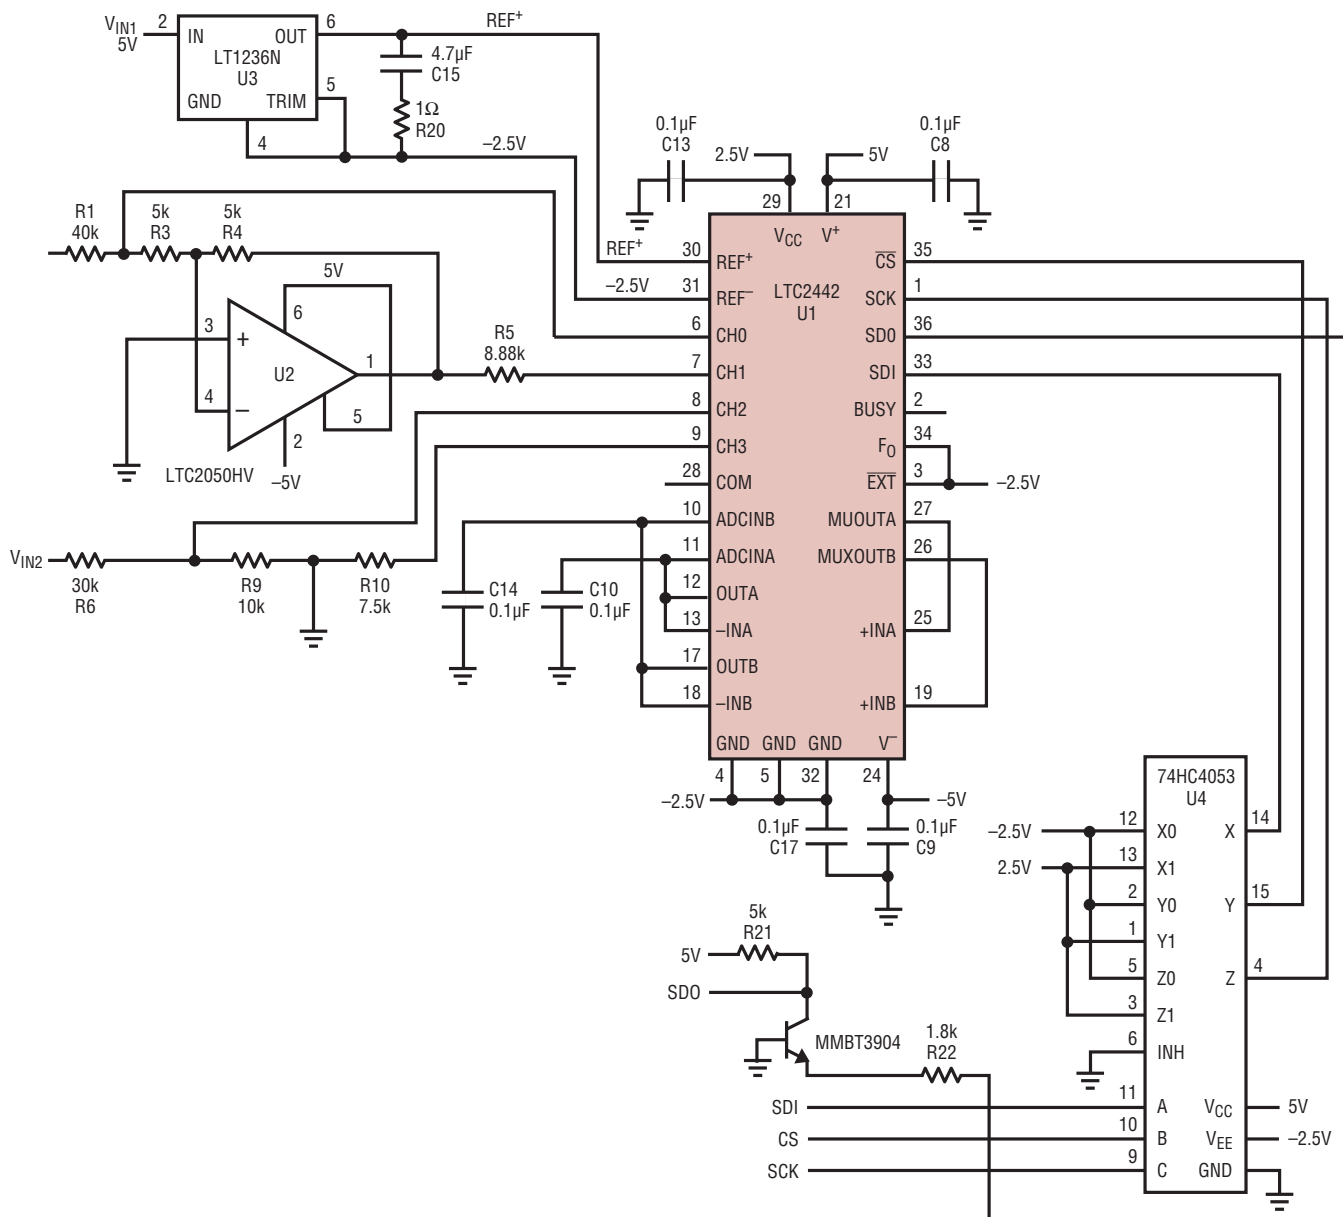 VIN1
5V
2
IN
OUT
6
REF+
LT1236N
U3
GND
TRIM
5
4
4.7µF
C15
1Ω
R20
–2.5V
0.1µF
C13
2.5V
5V
0.1µF
C8
29
21
R1
40k
5k
R3
5k
R4
5V
6
3
+
4
–
U2
1
5
2
–5V
LTC2050HV
R5
8.88k
REF+
–2.5V
VCC
V+
LTC2442
U1
30
REF+
31
REF–
6
CH0
7
CH1
8
CH2
9
CH3
28
COM
10
ADCINB
11
ADCINA
12
OUTA
13
–INA
17
OUTB
18
–INB
CS
35
SCK
1
SD0
36
SDI
33
BUSY
2
F0
34
EXT
3
–2.5V
MUOUTA
27
MUXOUTB
26
+INA
25
+INB
19
GND
GND
GND
V–
4
5
32
24
–2.5V
–5V
0.1µF
C17
0.1µF
C9
VIN2
30k
R6
R9
10k
R10
7.5k
C14
0.1µF
C10
0.1µF
5k
R21
5V
SDO
MMBT3904
1.8k
R22
SDI
CS
SCK
74HC4053
U4
–2.5V
12
X0
X
14
2.5V
13
X1
2
Y0
Y
15
1
Y1
5
Z0
Z
4
3
Z1
6
INH
11
A
VCC
5V
10
B
VEE
–2.5V
9
C
GND